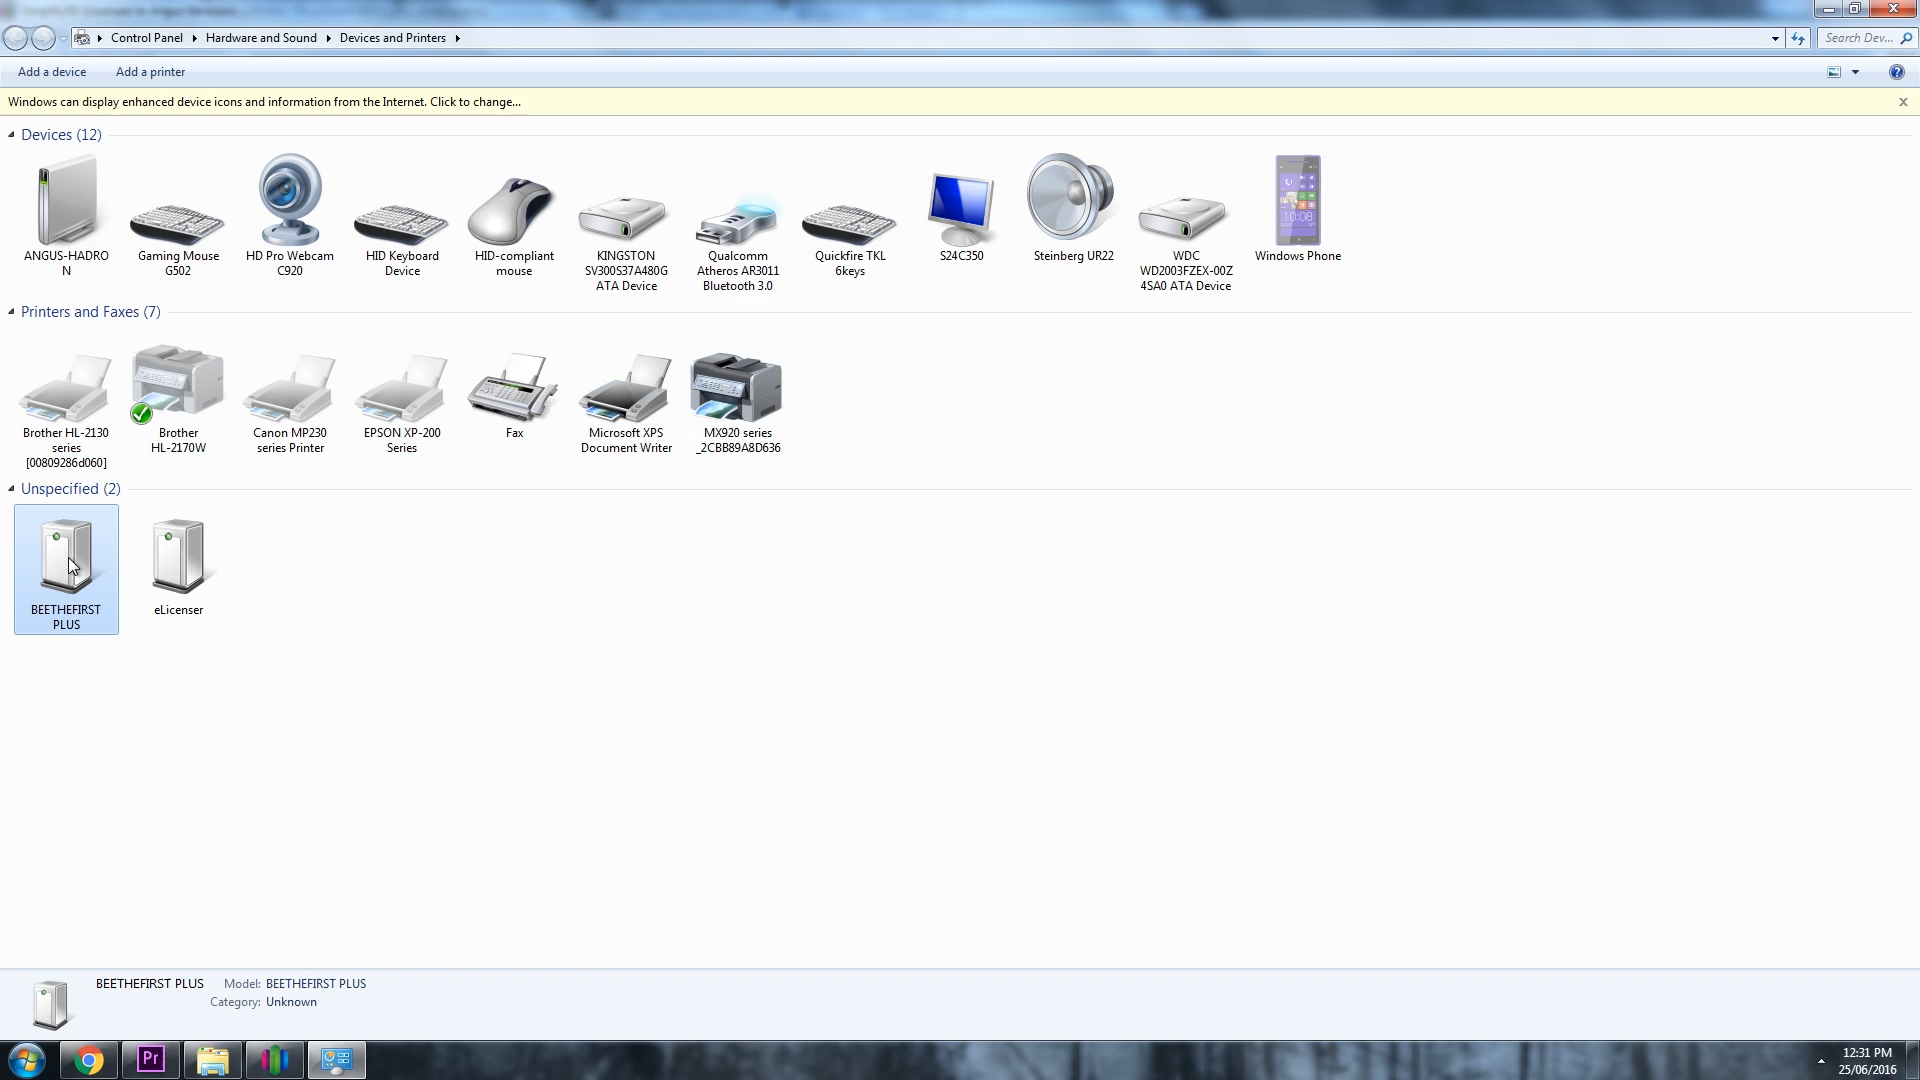 Control Panel Hardware and Sound Devices and Printers
Search Dev...
Add a device Add a printer
Windows can display enhanced device icons and information from the Internet. Click to change...
Devices (12)
ANGUS-HADRO
N
Gaming Mouse
G502
HD Pro Webcam
C920
HID Keyboard
Device
HID-compliant
mouse
KINGSTON
SV300S37A480G
ATA Device
Qualcomm
Atheros AR3011
Bluetooth 3.0
Quickfire TKL
6keys
S24C350
Steinberg UR22
WDC
WD2003FZEX-00Z
4SA0 ATA Device
10:08
Windows Phone
Printers and Faxes (7)
Brother HL-2130
series
[00809286d060]
Brother
HL-2170W
Canon MP230
series Printer
EPSON XP-200
Series
Fax
Microsoft XPS
Document Writer
MX920 series
_2CBB89A8D636
Unspecified (2)
BEETHEFIRST
PLUS
eLicenser
BEETHEFIRST PLUS Model: BEETHEFIRST PLUS
Category: Unknown
Pr
12:31 PM
25/06/2016